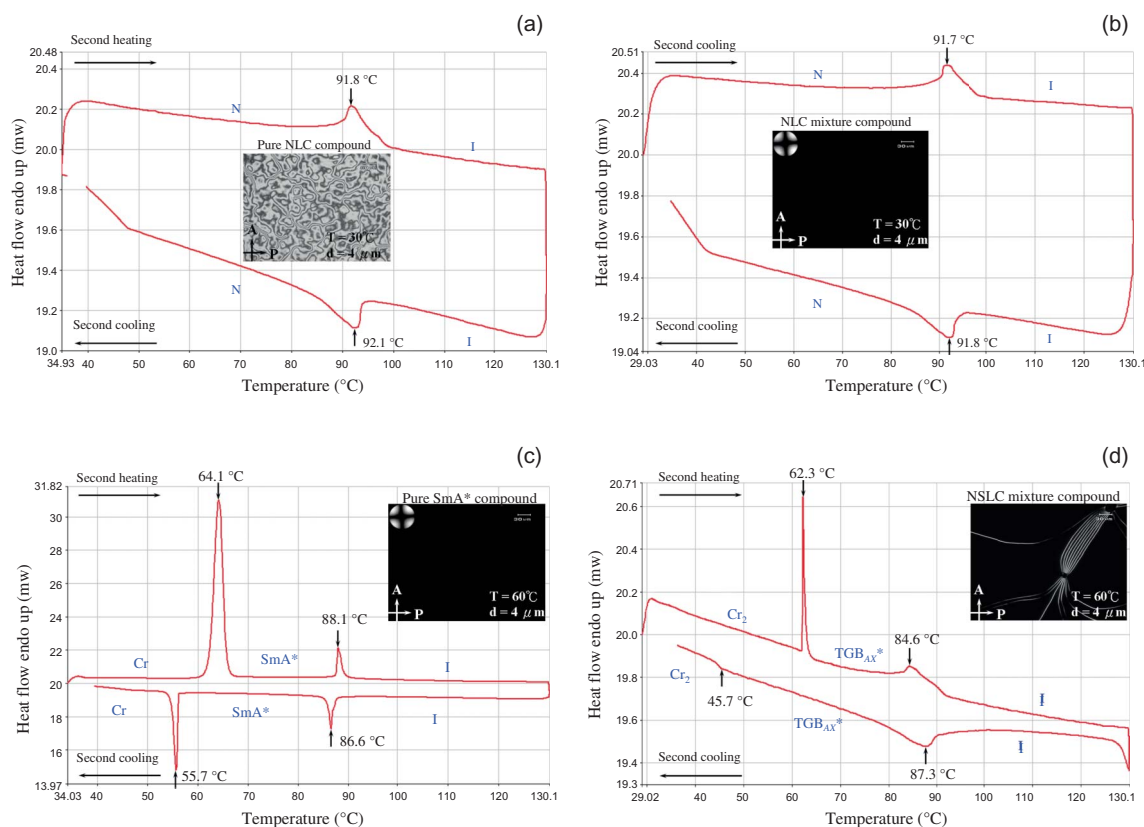 (a)
Second heating
20.48
20.4
20.2
20.0
19.8
19.6
19.4
19.2
19.0
Heat flow endo up (mw)
91.8 °C
N
I
Pure NLC compound
A
P
T = 30℃
d = 4 μm
N
I
92.1 °C
Second cooling
34.93 40 50 60 70 80 90 100 110 120 130.1
Temperature (°C)
(b)
Second cooling
20.51
20.4
20.2
20.0
19.8
19.6
19.4
19.2
19.04
Heat flow endo up (mw)
91.7 °C
N
I
NLC mixture compound
30 μm
A
P
T = 30℃
d = 4 μm
N
I
91.8 °C
Second cooling
29.03 40 50 60 70 80 90 100 110 120 130.1
Temperature (°C)
(c)
Second heating
31.82
30
28
26
24
22
20
18
16
13.97
Heat flow endo up (mw)
64.1 °C
Pure SmA* compound
30 μm
A
P
T = 60℃
d = 4 μm
88.1 °C
Cr
SmA*
I
Cr
SmA*
I
86.6 °C
55.7 °C
Second cooling
34.03 40 50 60 70 80 90 100 110 120 130.1
Temperature (°C)
(d)
Second heating
20.71
20.6
20.4
20.2
20.0
19.8
19.6
19.4
19.3
Heat flow endo up (mw)
62.3 °C
NSLC mixture compound
A
P
T = 60℃
d = 4 μm
Cr2
TGBAX*
84.6 °C
I
Cr2
45.7 °C
TGBAX*
I
87.3 °C
Second cooling
29.02 40 50 60 70 80 90 100 110 120 130.1
Temperature (°C)